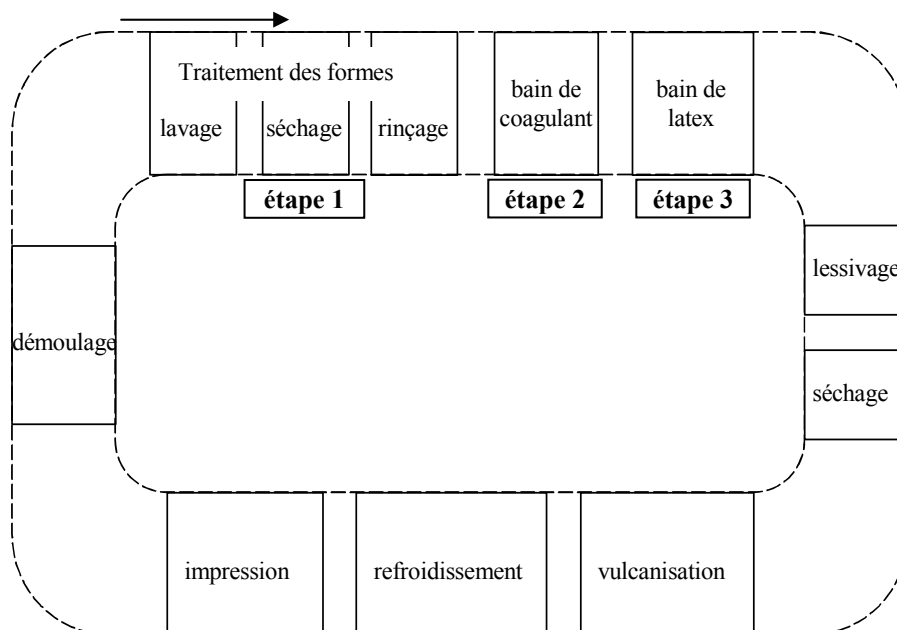 Traitement des formes
lavage
séchage
rinçage
bain de
coagulant
bain de
latex
étape 1
étape 2
étape 3
lessivage
démoulage
séchage
impression
refroidissement
vulcanisation